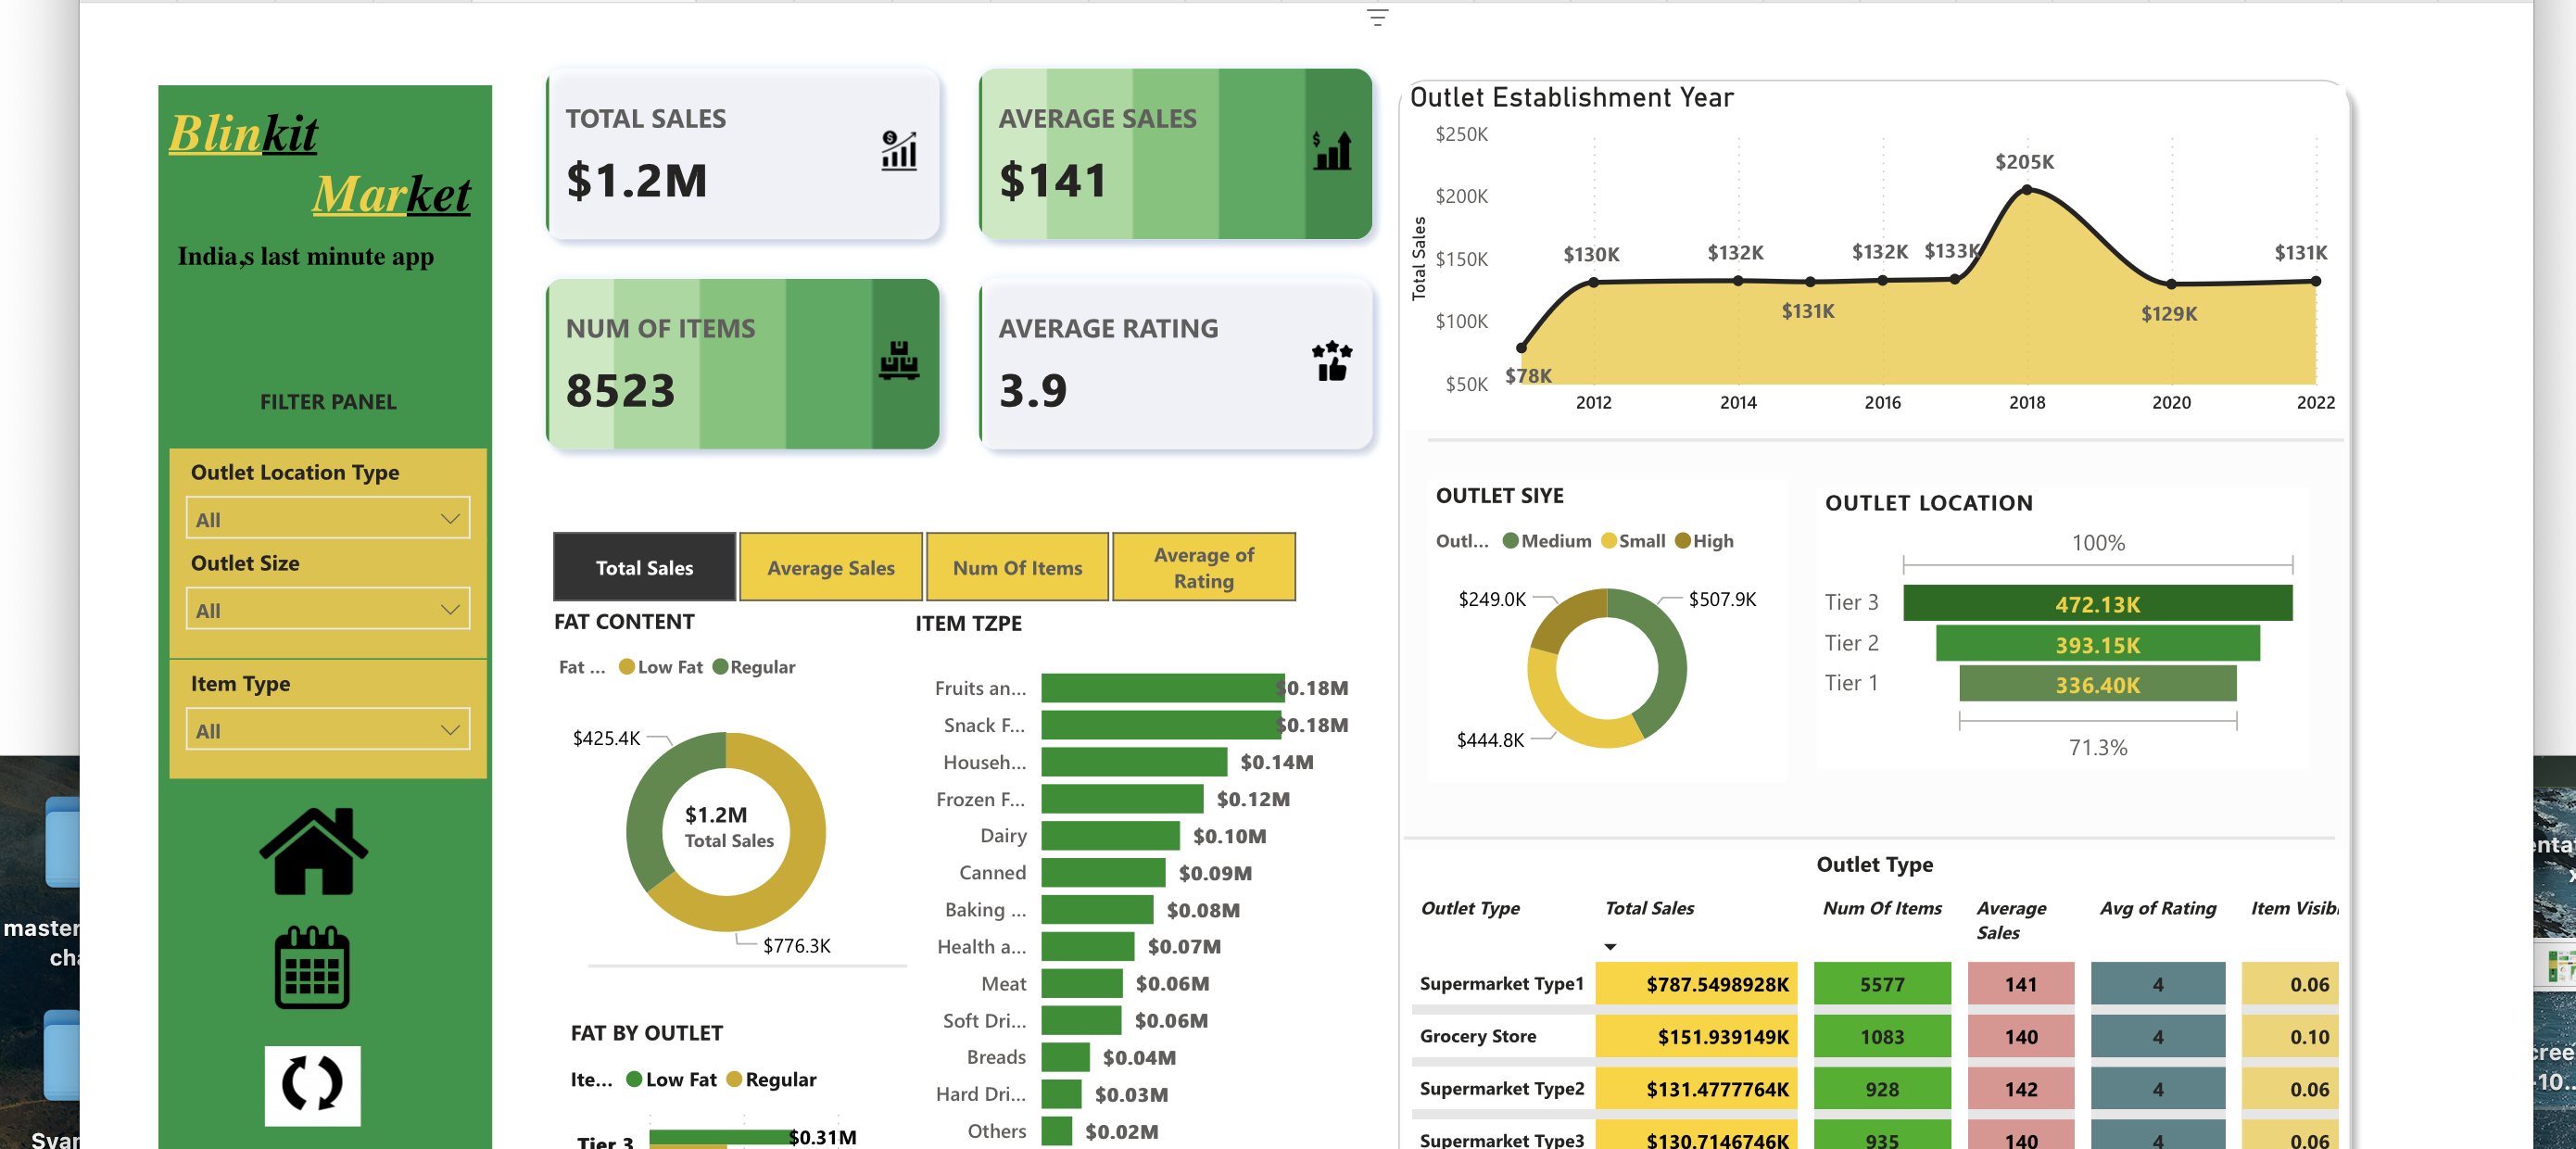 Blinkit
Market
India,s last minute app
FILTER PANEL
Outlet Location Type
All
Outlet Size
All
Item Type
All
TOTAL SALES
$1.2M
AVERAGE SALES
$141
NUM OF ITEMS
8523
AVERAGE RATING
3.9
Total Sales
Average Sales
Num Of Items
Average of
Rating
FAT CONTENT
Fat ... Low Fat Regular
$425.4K
$1.2M
Total Sales
$776.3K
FAT BY OUTLET
Ite... Low Fat Regular
Tier 3 $0.31M
ITEM TZPE
Fruits an... $0.18M
Snack F... $0.18M
Househ... $0.14M
Frozen F... $0.12M
Dairy $0.10M
Canned $0.09M
Baking ... $0.08M
Health a... $0.07M
Meat $0.06M
Soft Dri... $0.06M
Breads $0.04M
Hard Dri... $0.03M
Others $0.02M
Outlet Establishment Year
Total Sales
$250K
$200K
$150K
$100K
$50K
$78K
$130K
$132K
$131K
$132K
$133K
$205K
$129K
$131K
2012 2014 2016 2018 2020 2022
OUTLET SIYE
Outl... Medium Small High
$249.0K
$507.9K
$444.8K
OUTLET LOCATION
100%
Tier 3 472.13K
Tier 2 393.15K
Tier 1 336.40K
71.3%
Outlet Type
Outlet Type Total Sales Num Of Items Average Sales Avg of Rating Item Visibi
Supermarket Type1 $787.5498928K 5577 141 4 0.06
Grocery Store $151.939149K 1083 140 4 0.10
Supermarket Type2 $131.4777764K 928 142 4 0.06
Supermarket Type3 $130.7146746K 935 140 4 0.06
master
cha
Svar